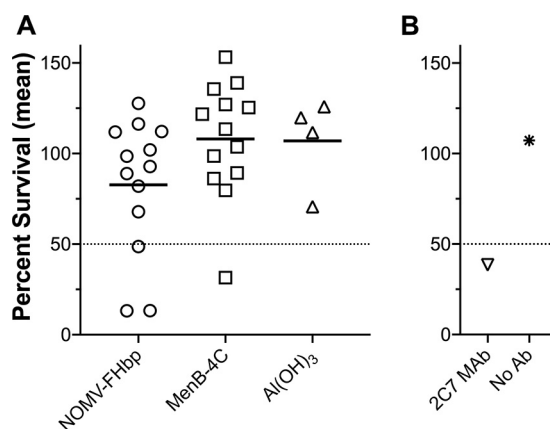 A
B
Percent Survival (mean)
150
100
50
0
NOMV-FHbp
MenB-4C
Al(OH)₃
150
100
50
0
2C7 MAb
No Ab